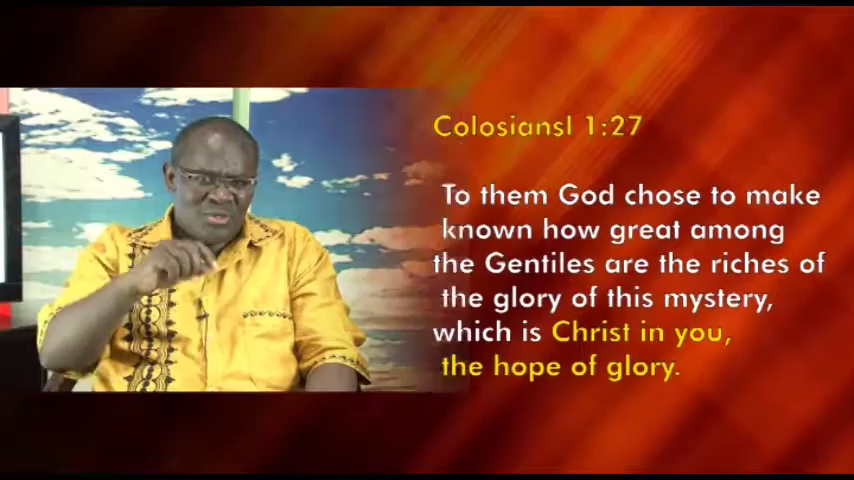 ColosiansI 1:27
To them God chose to make
known how great among
the Gentiles are the riches of
the glory of this mystery,
which is Christ in you,
the hope of glory.